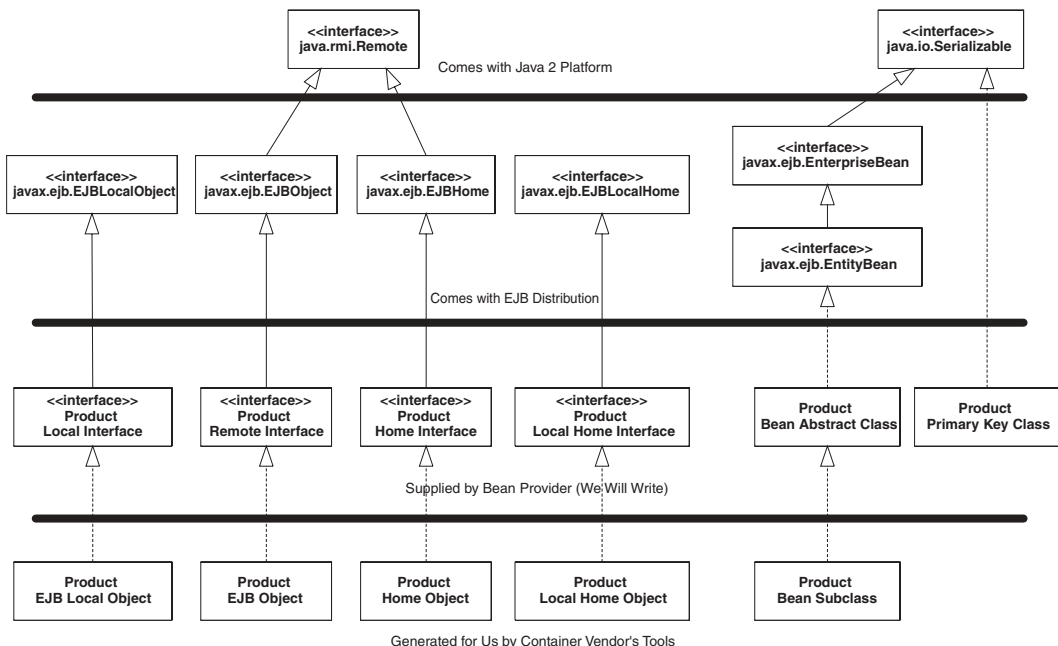 <<interface>>
java.rmi.Remote
<<interface>>
java.io.Serializable
Comes with Java 2 Platform
<<interface>>
javax.ejb.EJBLocalObject
<<interface>>
javax.ejb.EJBObject
<<interface>>
javax.ejb.EJBHome
<<interface>>
javax.ejb.EJBLocalHome
<<interface>>
javax.ejb.EnterpriseBean
<<interface>>
javax.ejb.EntityBean
Comes with EJB Distribution
<<interface>>
Product
Local Interface
<<interface>>
Product
Remote Interface
<<interface>>
Product
Home Interface
<<interface>>
Product
Local Home Interface
Product
Bean Abstract Class
Product
Primary Key Class
Supplied by Bean Provider (We Will Write)
Product
EJB Local Object
Product
EJB Object
Product
Home Object
Product
Local Home Object
Product
Bean Subclass
Generated for Us by Container Vendor's Tools